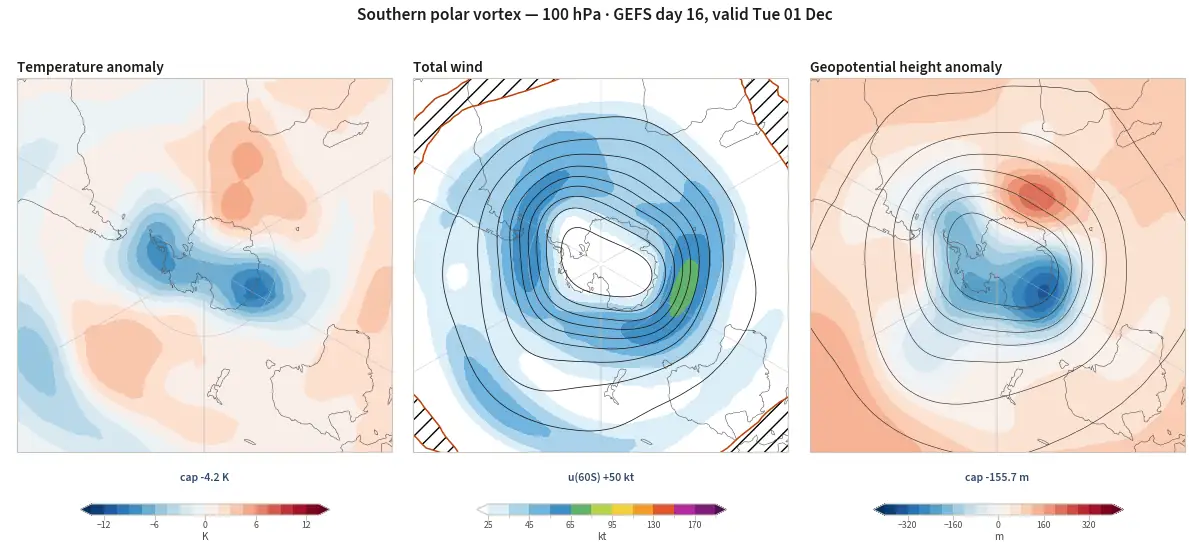 Southern polar vortex — 100 hPa · GEFS day 16, valid Tue 01 Dec
Temperature anomaly
Total wind
Geopotential height anomaly
cap -4.2 K
u(60S) +50 kt
cap -155.7 m
−12 −6 0 6 12
K
25 45 65 95 130 170
kt
−320 −160 0 160 320
m